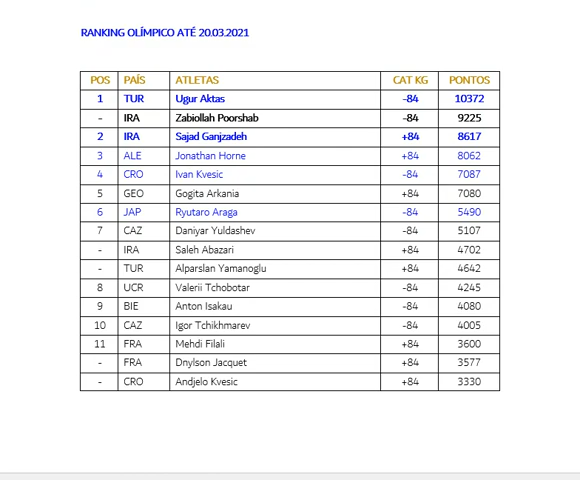 RANKING OLÍMPICO ATÉ 20.03.2021
POS PAÍS ATLETAS CAT KG PONTOS
1 TUR Ugur Aktas -84 10372
- IRA Zabiollah Poorshab -84 9225
2 IRA Sajad Ganjzadeh +84 8617
3 ALE Jonathan Horne +84 8062
4 CRO Ivan Kvesic -84 7087
5 GEO Gogita Arkania +84 7080
6 JAP Ryutaro Araga -84 5490
7 CAZ Daniyar Yuldashev -84 5107
- IRA Saleh Abazari +84 4702
- TUR Alparslan Yamanoglu +84 4642
8 UCR Valerii Tchobotar -84 4245
9 BIE Anton Isakau -84 4080
10 CAZ Igor Tchikhmarev -84 4005
11 FRA Mehdi Filali +84 3600
- FRA Dnylson Jacquet +84 3577
- CRO Andjelo Kvesic +84 3330